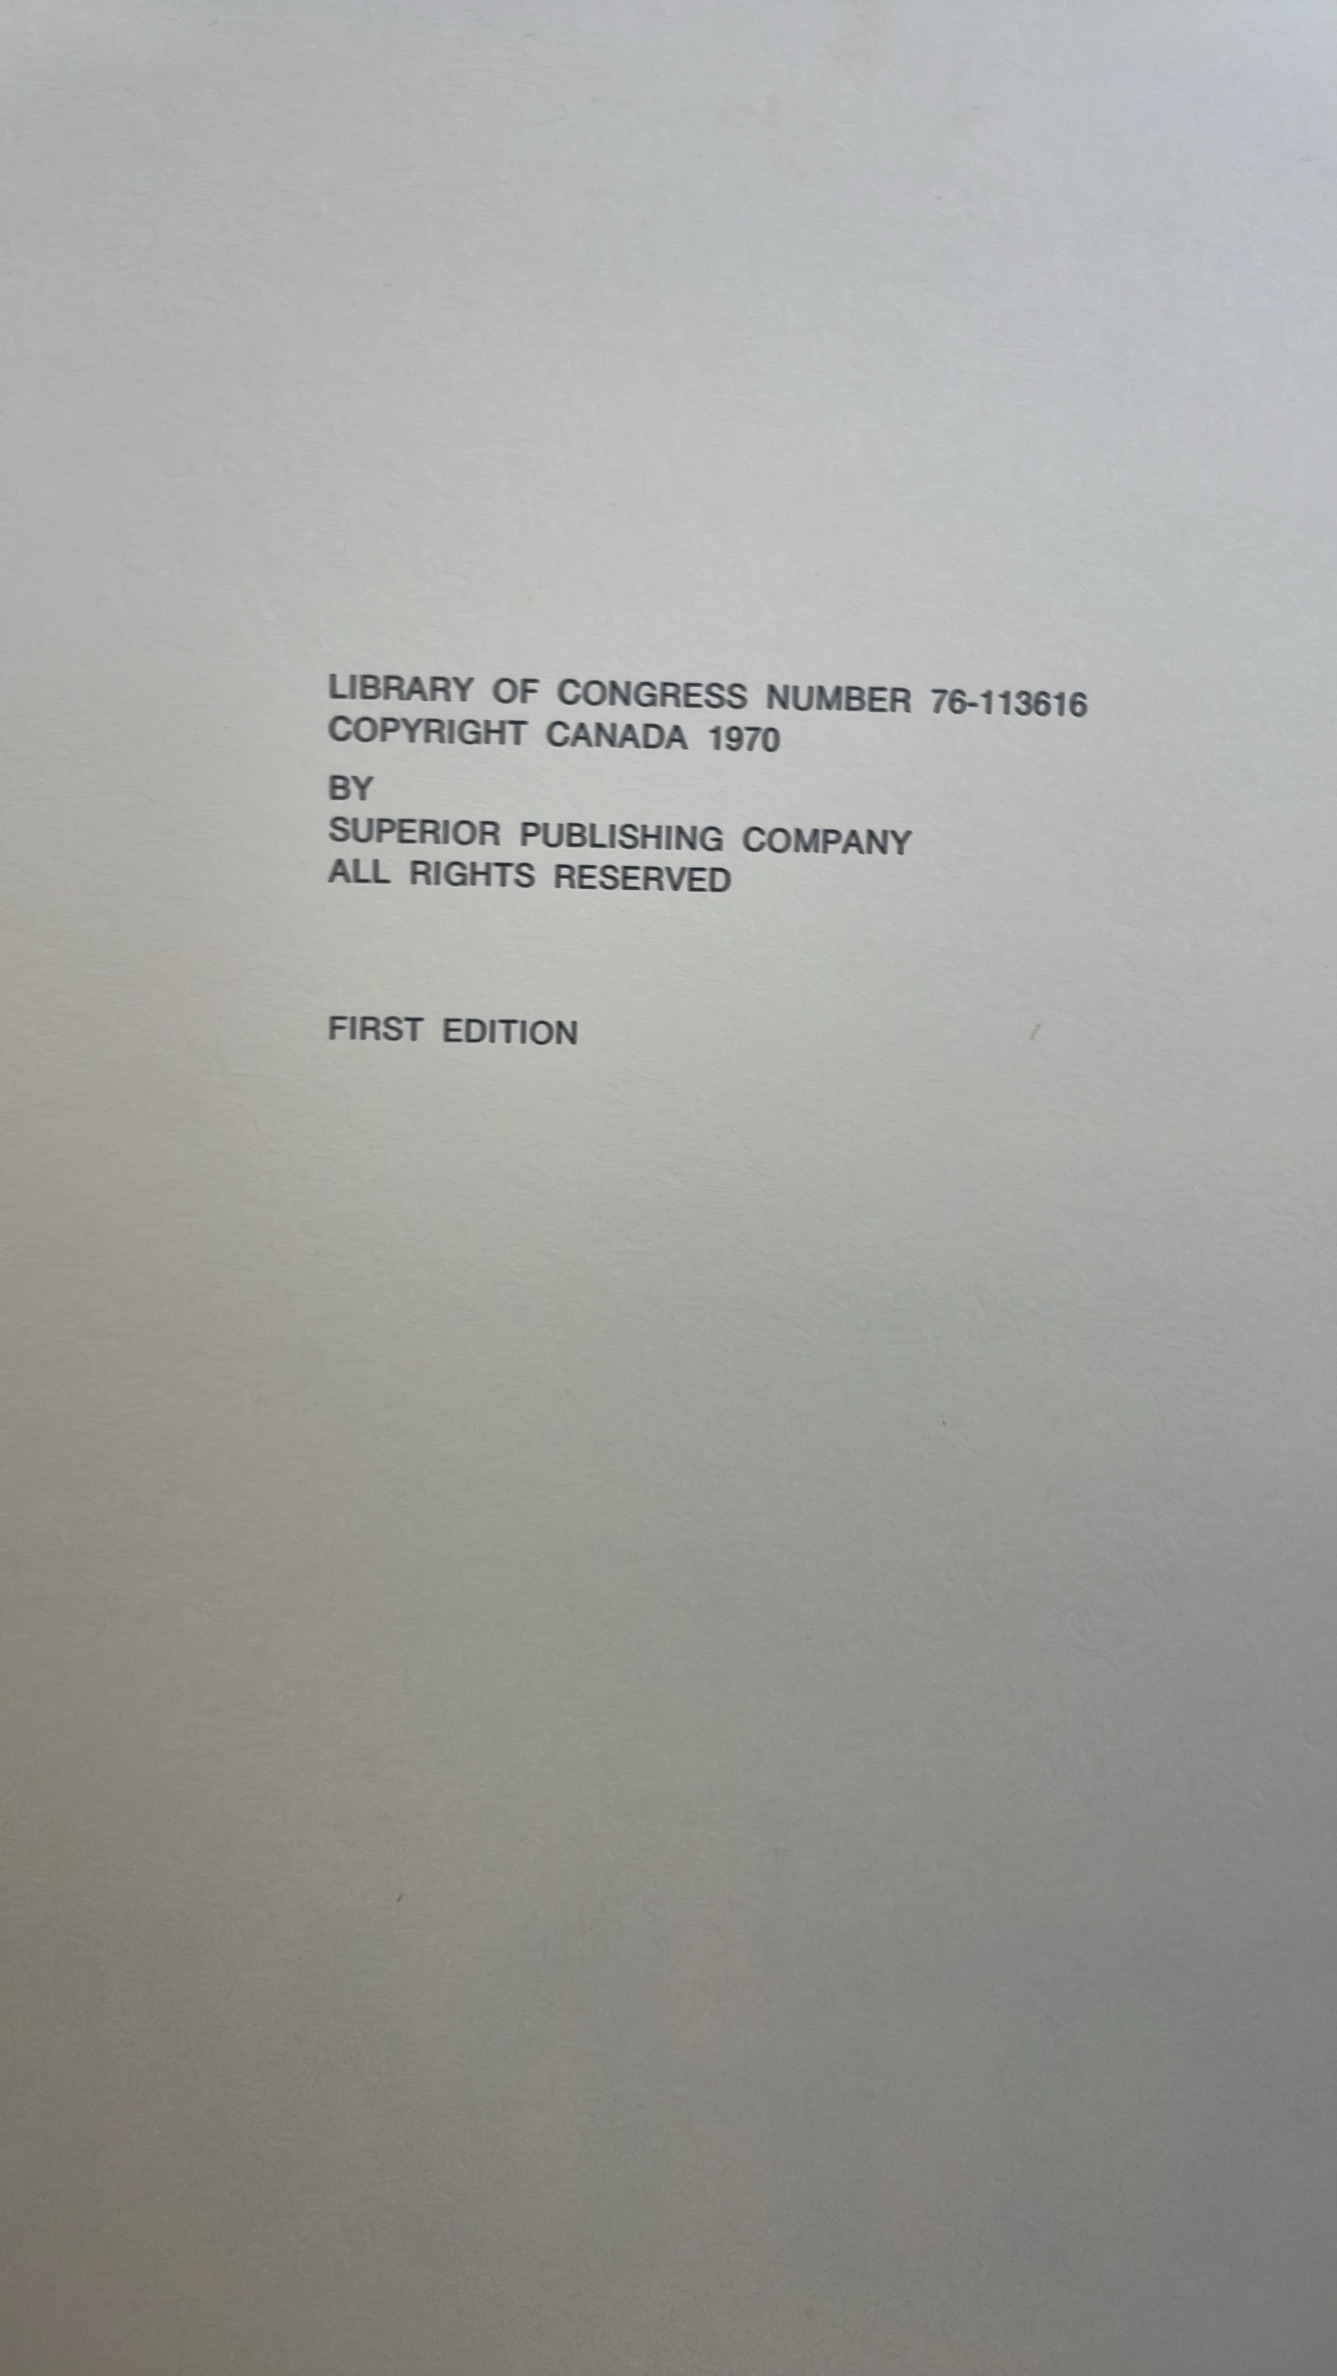 LIBRARY OF CONGRESS NUMBER 76-113616
COPYRIGHT CANADA 1970
BY
SUPERIOR PUBLISHING COMPANY
ALL RIGHTS RESERVED
FIRST EDITION